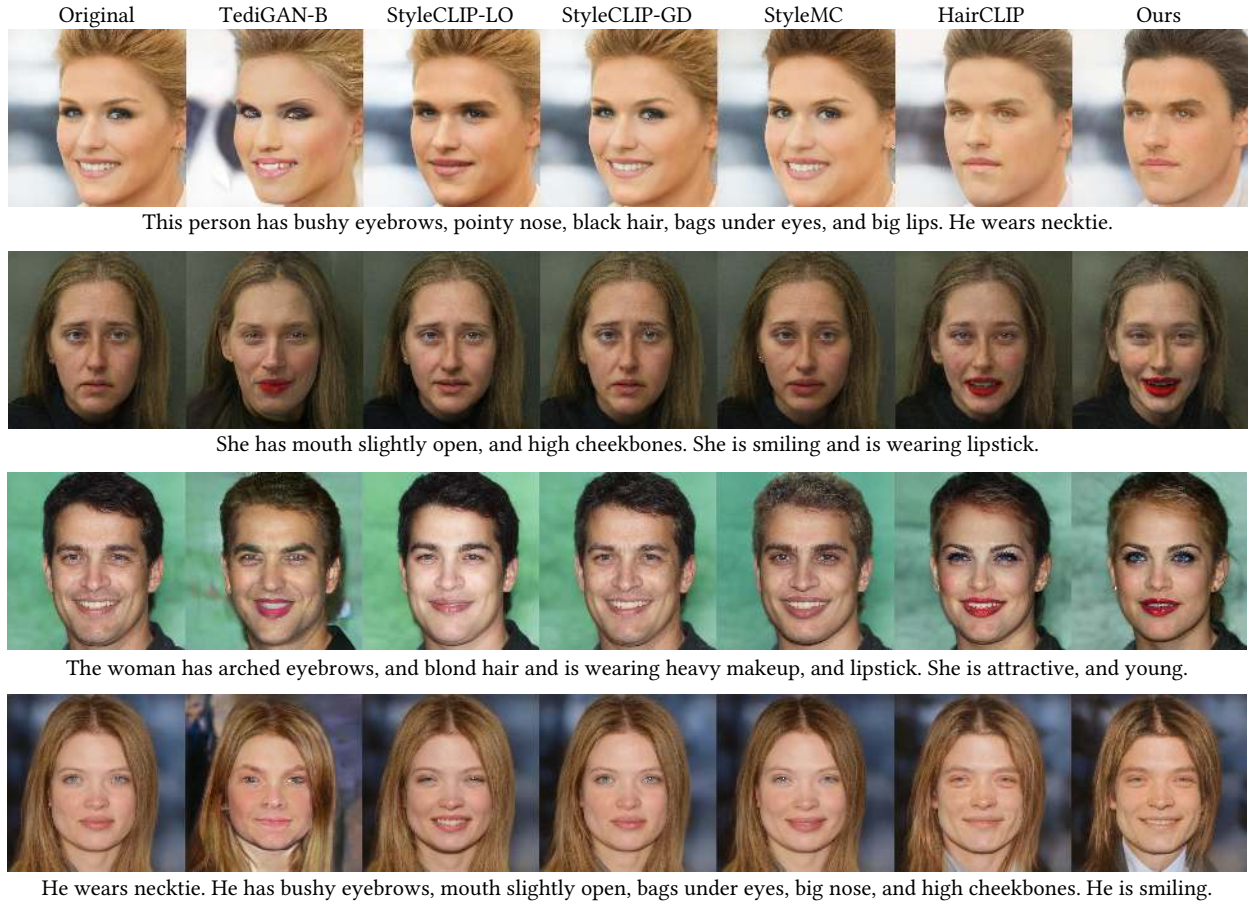 Original TediGAN-B StyleCLIP-LO StyleCLIP-GD StyleMC HairCLIP Ours
This person has bushy eyebrows, pointy nose, black hair, bags under eyes, and big lips. He wears necktie.
She has mouth slightly open, and high cheekbones. She is smiling and is wearing lipstick.
The woman has arched eyebrows, and blond hair and is wearing heavy makeup, and lipstick. She is attractive, and young.
He wears necktie. He has bushy eyebrows, mouth slightly open, bags under eyes, big nose, and high cheekbones. He is smiling.